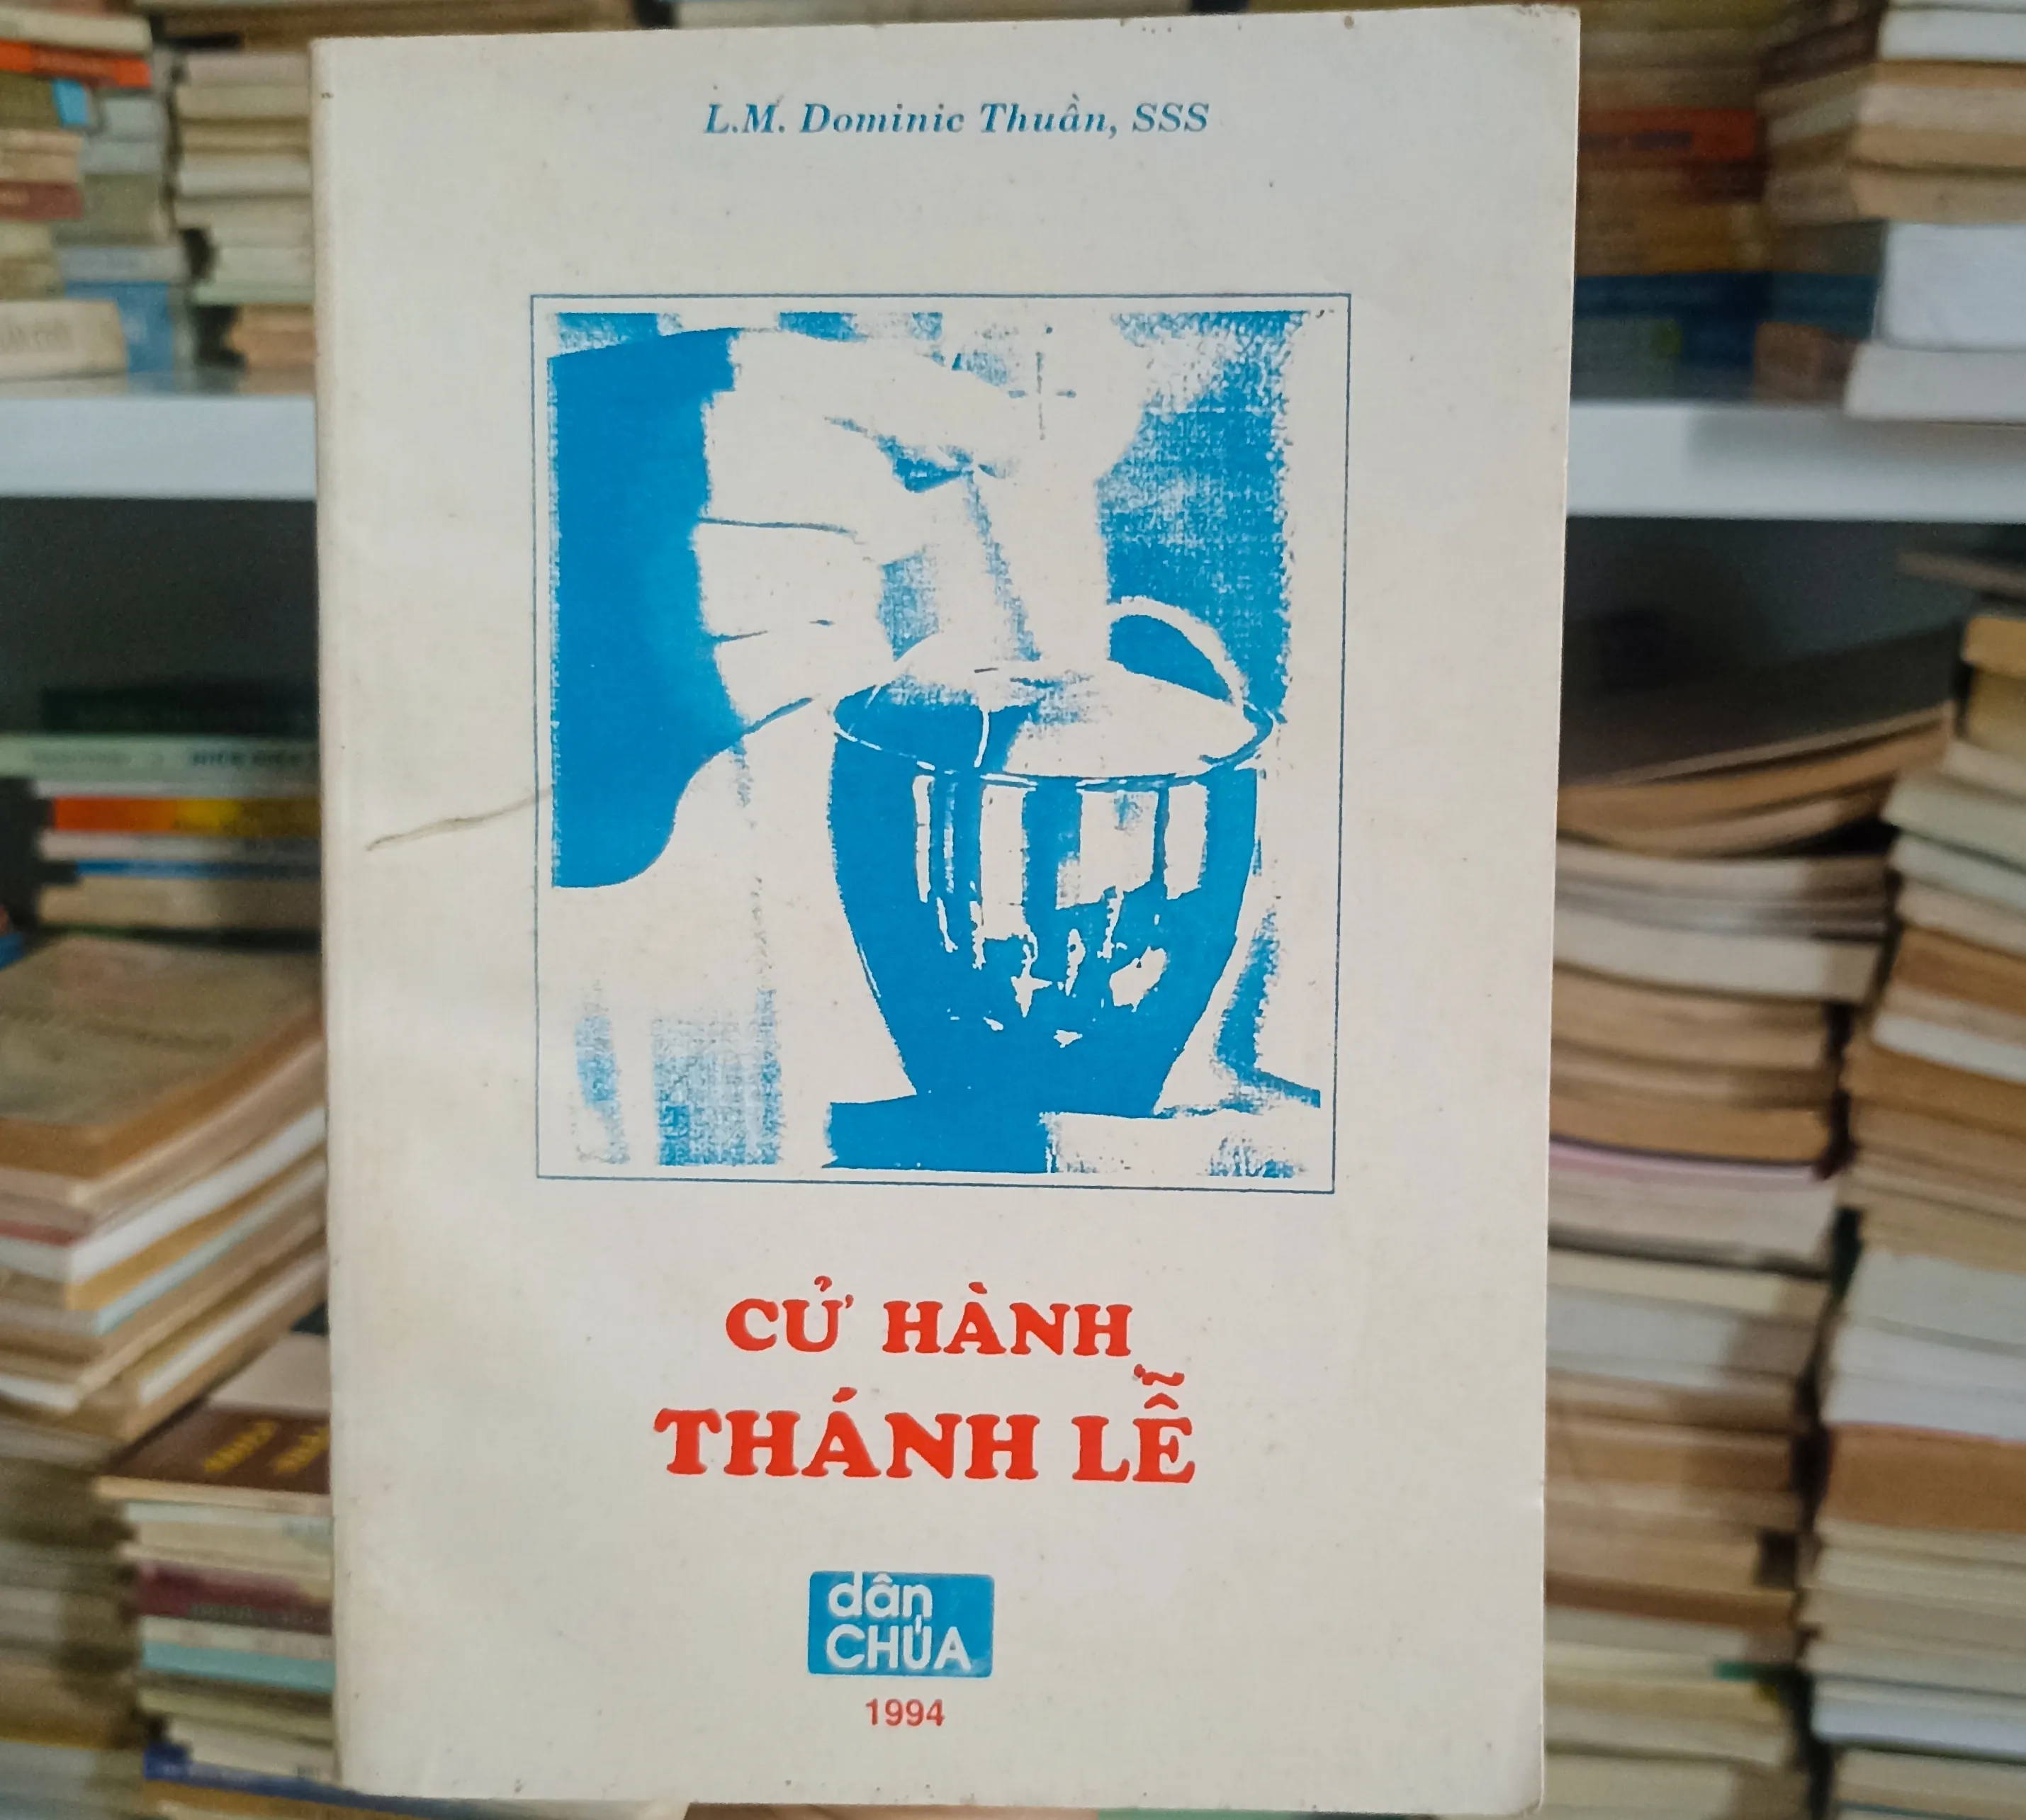 L.M. Dominic Thuần, SSS
CỬ HÀNH
THÁNH LỄ
dân
CHÚA
1994